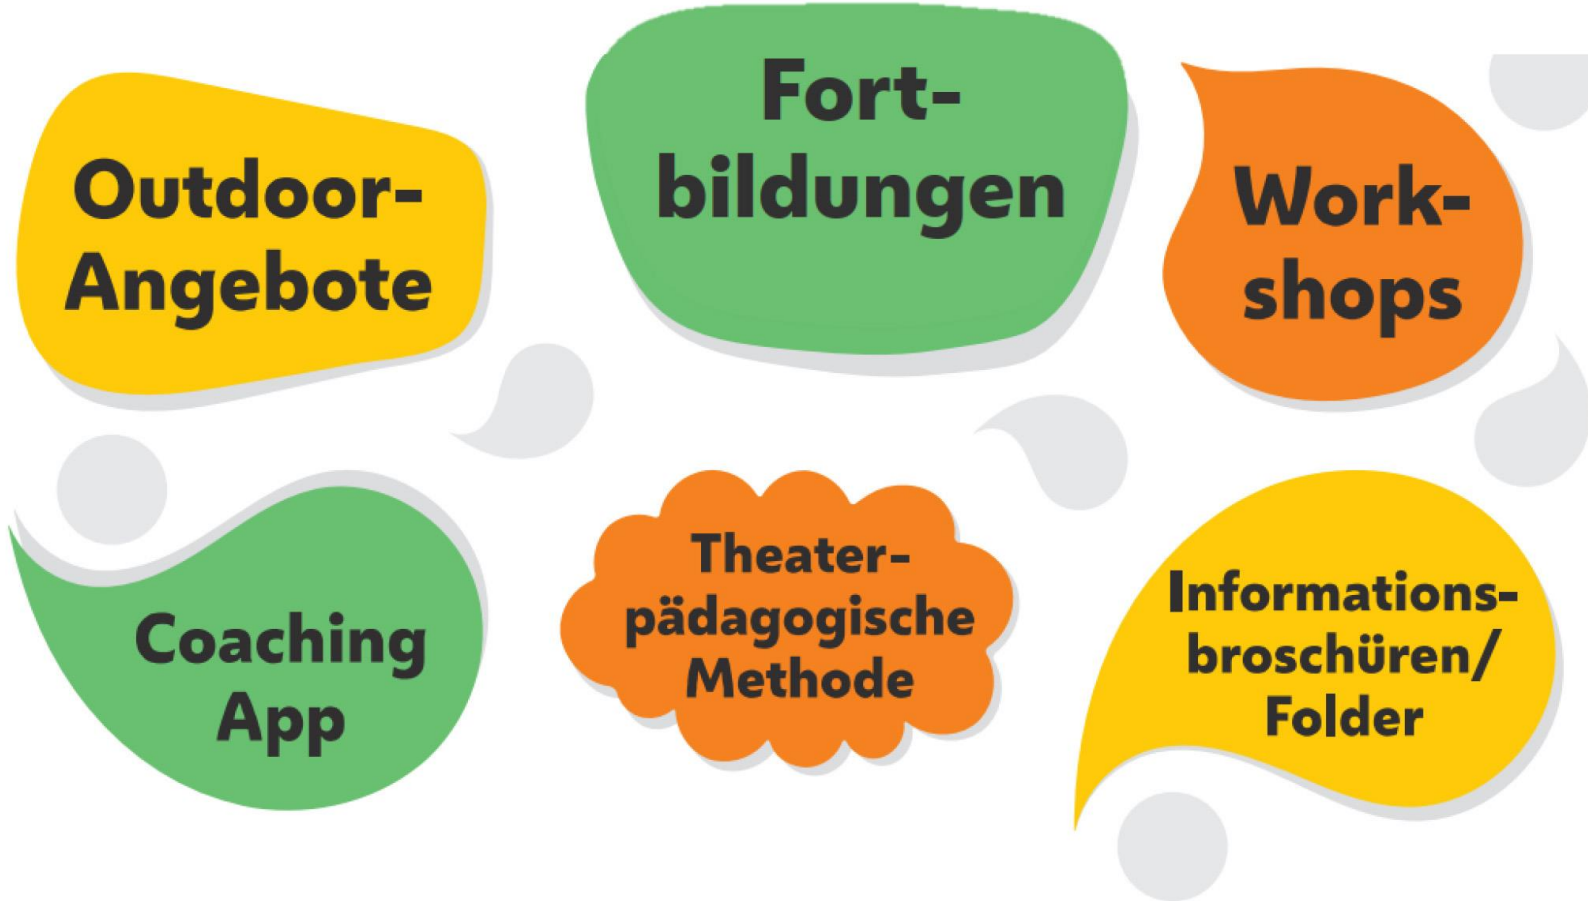 Outdoor-
Angebote
Fort-
bildungen
Work-
shops
Coaching
App
Theater-
pädagogische
Methode
Informations-
broschüren/
Folder